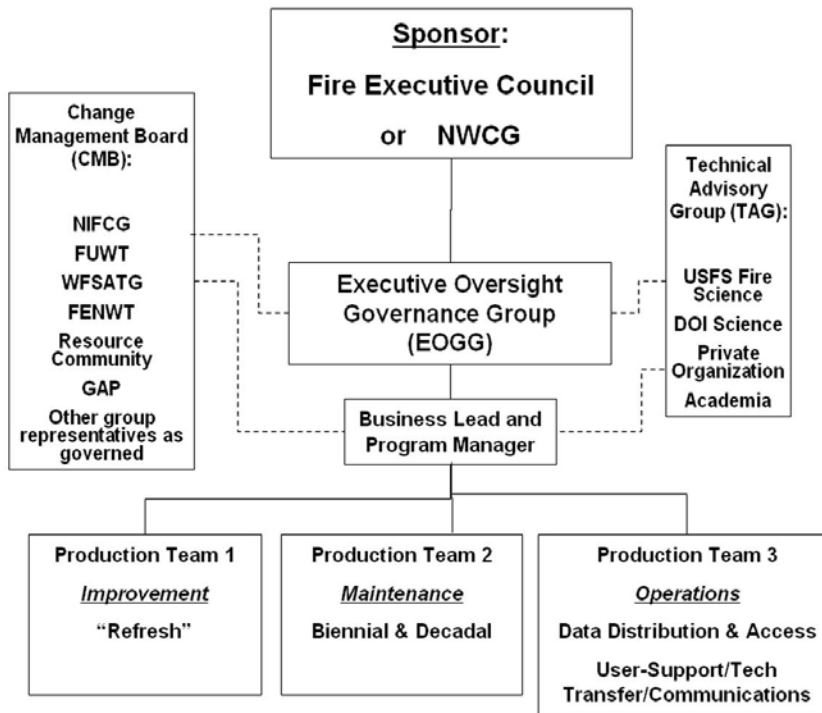 Sponsor:
Fire Executive Council
or NWCG
Change
Management Board
(CMB):
NIFCG
FUWT
WFSATG
FENWT
Resource
Community
GAP
Other group
representatives as
governed
Technical
Advisory
Group (TAG):
USFS Fire
Science
DOI Science
Private
Organization
Academia
Executive Oversight
Governance Group
(EOGG)
Business Lead and
Program Manager
Production Team 1
Improvement
“Refresh”
Production Team 2
Maintenance
Biennial & Decadal
Production Team 3
Operations
Data Distribution & Access
User-Support/Tech
Transfer/Communications